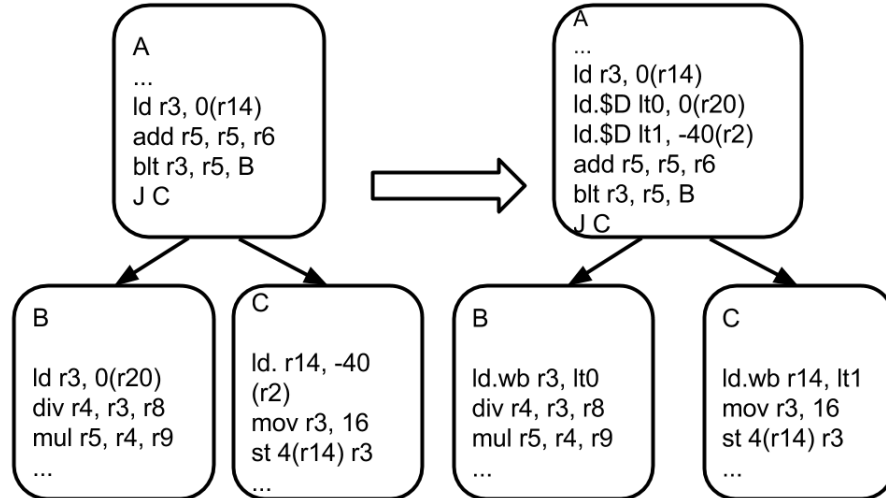 A
...
ld r3, 0(r14)
add r5, r5, r6
blt r3, r5, B
J C
A
...
ld r3, 0(r14)
ld.$D lt0, 0(r20)
ld.$D lt1, -40(r2)
add r5, r5, r6
blt r3, r5, B
J C
B
ld r3, 0(r20)
div r4, r3, r8
mul r5, r4, r9
...
C
ld. r14, -40
(r2)
mov r3, 16
st 4(r14) r3
...
B
ld.wb r3, lt0
div r4, r3, r8
mul r5, r4, r9
...
C
ld.wb r14, lt1
mov r3, 16
st 4(r14) r3
...